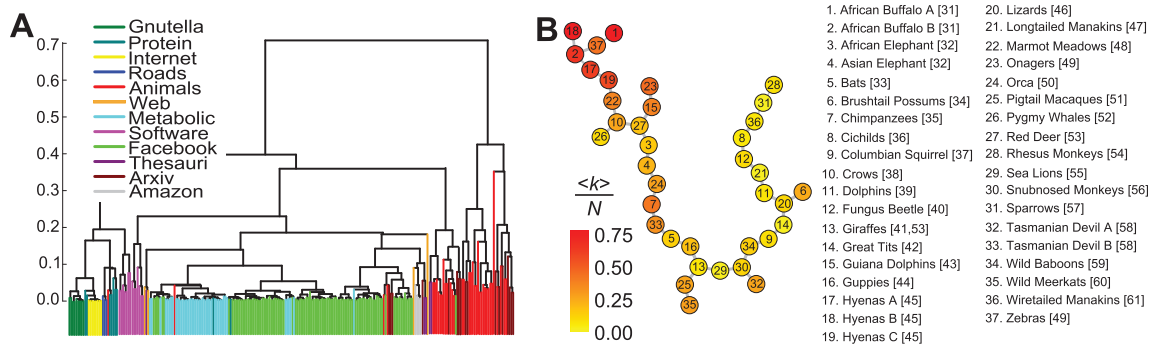 A
Gnutella
Protein
Internet
Roads
Animals
Web
Metabolic
Software
Facebook
Thesauri
Arxiv
Amazon
0.7
0.6
0.5
0.4
0.3
0.2
0.1
0.0
B
18
1
37
2
17
19
22
23
15
10
27
26
3
4
24
7
33
5
16
13
29
30
34
25
35
32
9
14
20
6
11
21
12
8
36
31
28
<k>
N
0.75
0.50
0.25
0.00
1. African Buffalo A [31]
2. African Buffalo B [31]
3. African Elephant [32]
4. Asian Elephant [32]
5. Bats [33]
6. Brushtail Possums [34]
7. Chimpanzees [35]
8. Cichilds [36]
9. Columbian Squirrel [37]
10. Crows [38]
11. Dolphins [39]
12. Fungus Beetle [40]
13. Giraffes [41,53]
14. Great Tits [42]
15. Guiana Dolphins [43]
16. Guppies [44]
17. Hyenas A [45]
18. Hyenas B [45]
19. Hyenas C [45]
20. Lizards [46]
21. Longtailed Manakins [47]
22. Marmot Meadows [48]
23. Onagers [49]
24. Orca [50]
25. Pigtail Macaques [51]
26. Pygmy Whales [52]
27. Red Deer [53]
28. Rhesus Monkeys [54]
29. Sea Lions [55]
30. Snubnosed Monkeys [56]
31. Sparrows [57]
32. Tasmanian Devil A [58]
33. Tasmanian Devil B [58]
34. Wild Baboons [59]
35. Wild Meerkats [60]
36. Wiretailed Manakins [61]
37. Zebras [49]